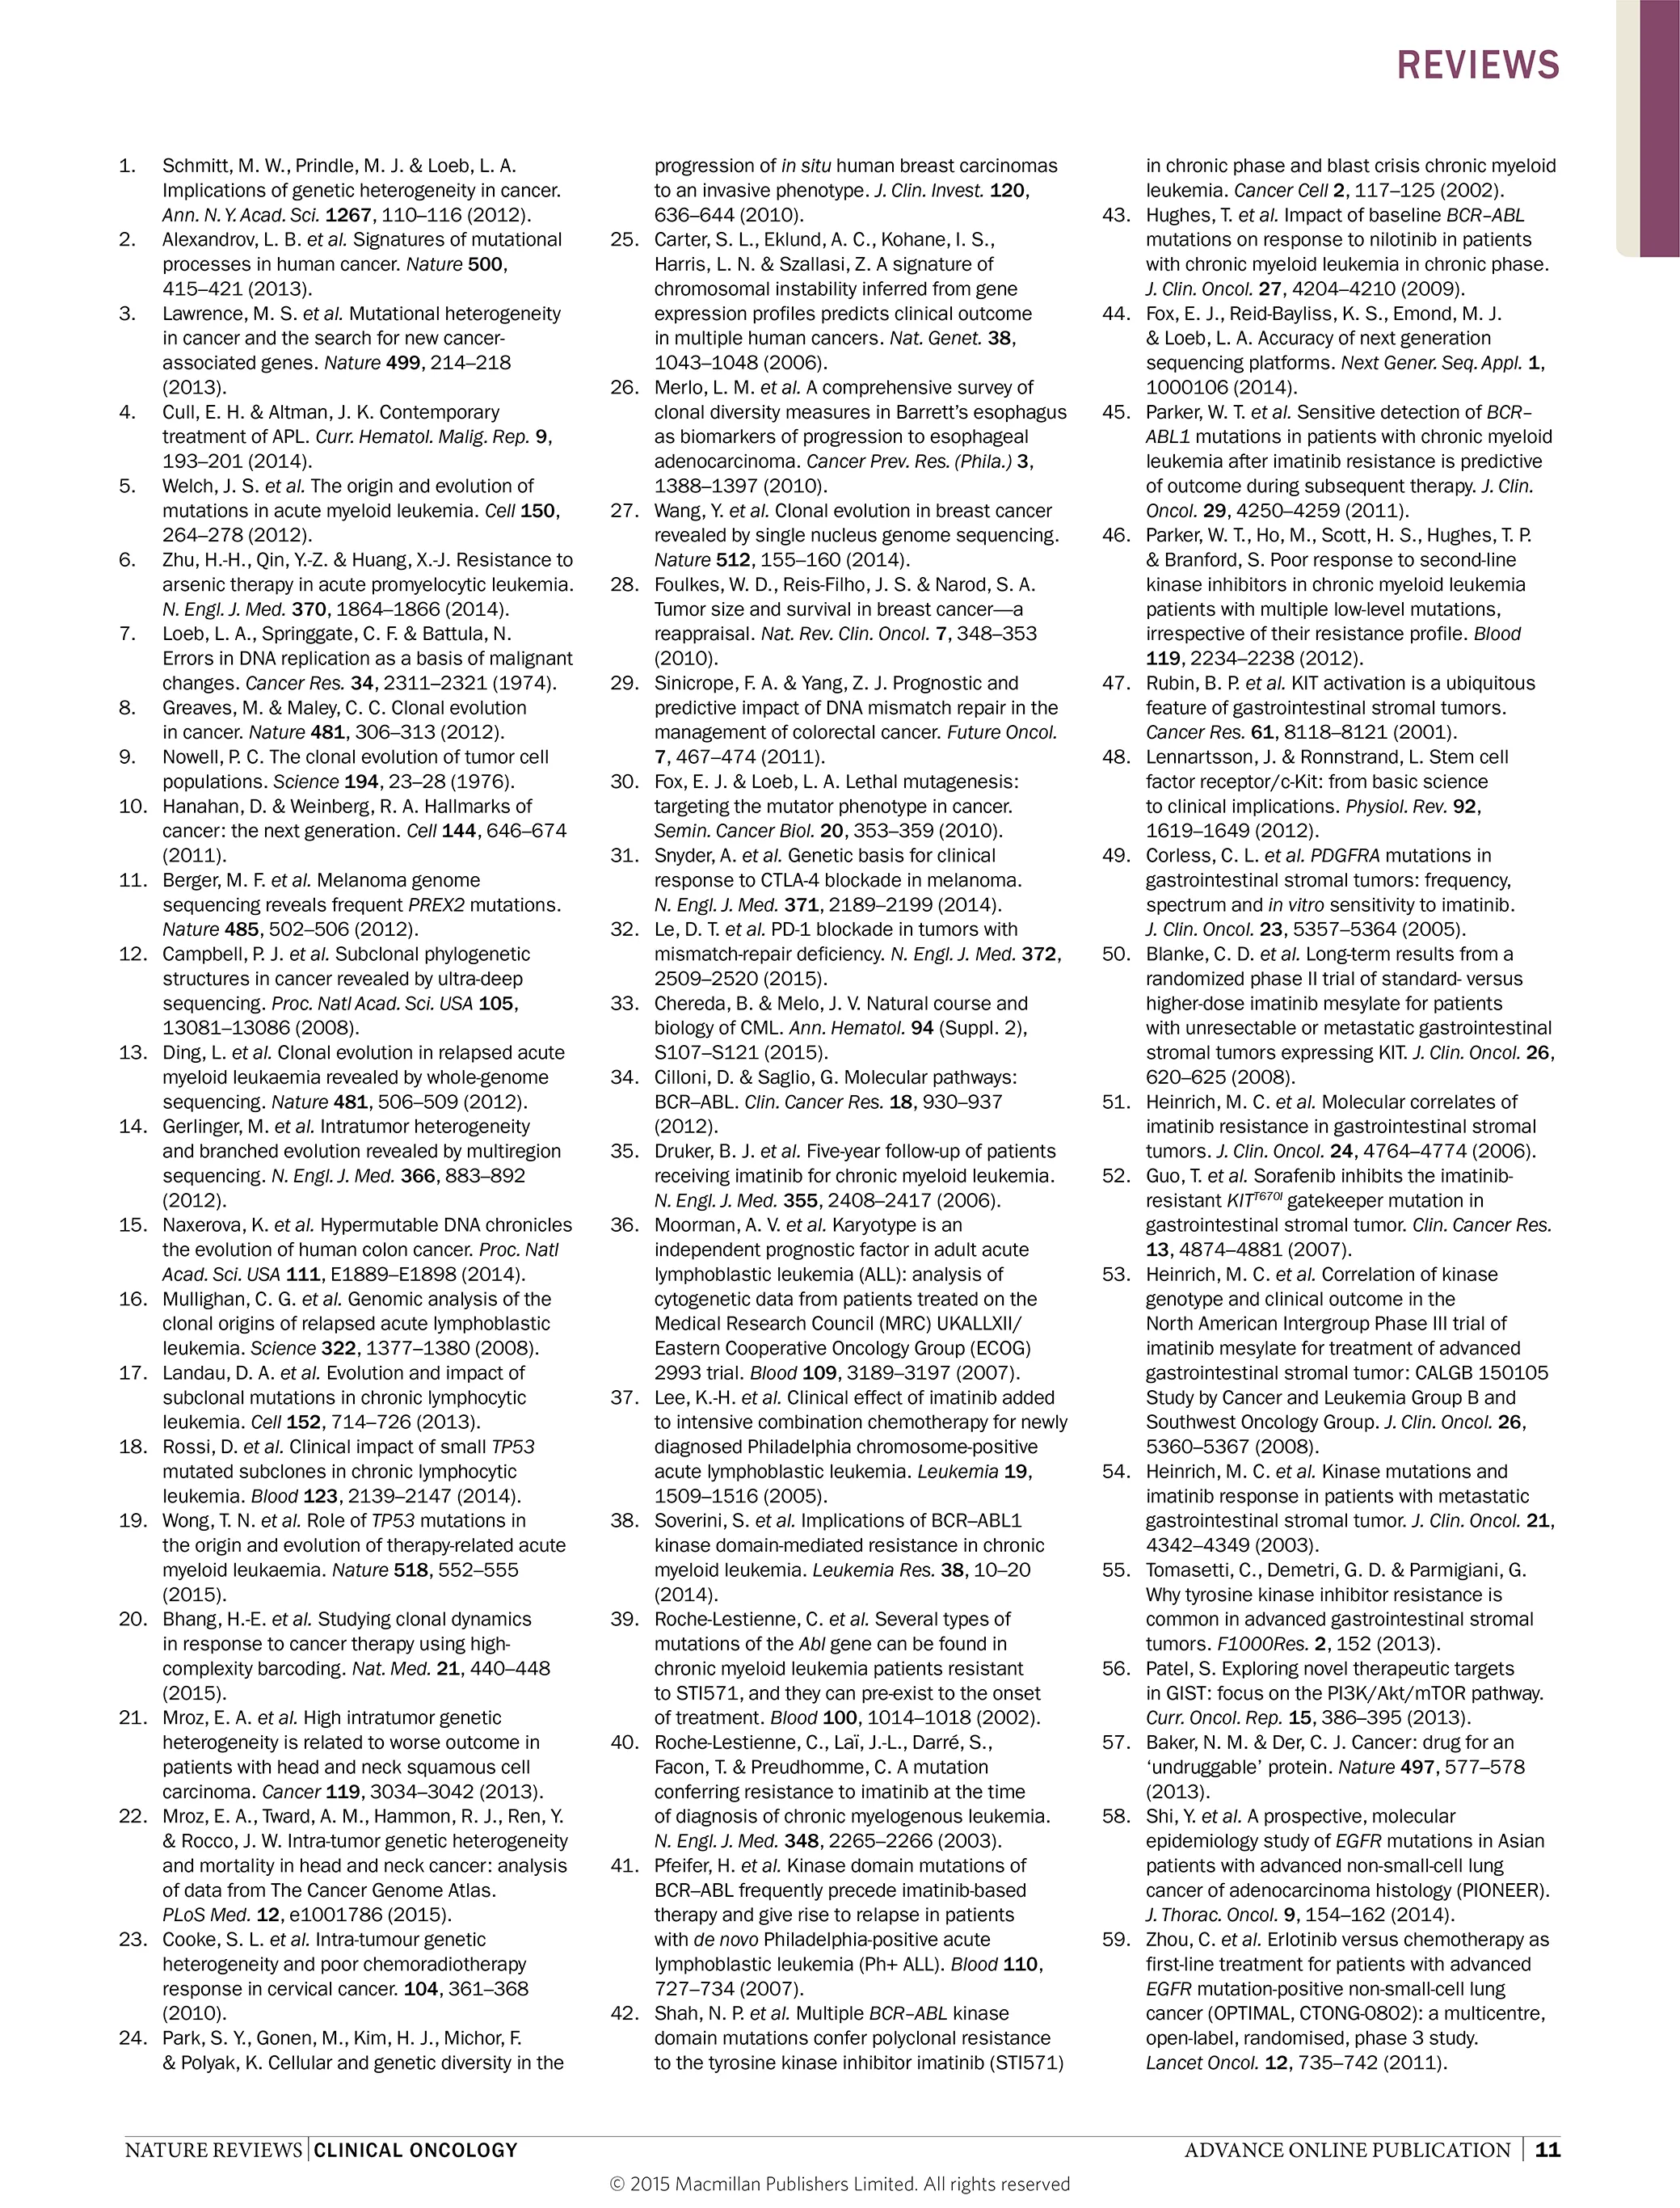 REVIEWS
1. Schmitt, M. W., Prindle, M. J. & Loeb, L. A.
Implications of genetic heterogeneity in cancer.
Ann. N. Y. Acad. Sci. 1267, 110–116 (2012).
2. Alexandrov, L. B. et al. Signatures of mutational
processes in human cancer. Nature 500,
415–421 (2013).
3. Lawrence, M. S. et al. Mutational heterogeneity
in cancer and the search for new cancer-
associated genes. Nature 499, 214–218
(2013).
4. Cull, E. H. & Altman, J. K. Contemporary
treatment of APL. Curr. Hematol. Malig. Rep. 9,
193–201 (2014).
5. Welch, J. S. et al. The origin and evolution of
mutations in acute myeloid leukemia. Cell 150,
264–278 (2012).
6. Zhu, H.-H., Qin, Y.-Z. & Huang, X.-J. Resistance to
arsenic therapy in acute promyelocytic leukemia.
N. Engl. J. Med. 370, 1864–1866 (2014).
7. Loeb, L. A., Springgate, C. F. & Battula, N.
Errors in DNA replication as a basis of malignant
changes. Cancer Res. 34, 2311–2321 (1974).
8. Greaves, M. & Maley, C. C. Clonal evolution
in cancer. Nature 481, 306–313 (2012).
9. Nowell, P. C. The clonal evolution of tumor cell
populations. Science 194, 23–28 (1976).
10. Hanahan, D. & Weinberg, R. A. Hallmarks of
cancer: the next generation. Cell 144, 646–674
(2011).
11. Berger, M. F. et al. Melanoma genome
sequencing reveals frequent PREX2 mutations.
Nature 485, 502–506 (2012).
12. Campbell, P. J. et al. Subclonal phylogenetic
structures in cancer revealed by ultra-deep
sequencing. Proc. Natl Acad. Sci. USA 105,
13081–13086 (2008).
13. Ding, L. et al. Clonal evolution in relapsed acute
myeloid leukaemia revealed by whole-genome
sequencing. Nature 481, 506–509 (2012).
14. Gerlinger, M. et al. Intratumor heterogeneity
and branched evolution revealed by multiregion
sequencing. N. Engl. J. Med. 366, 883–892
(2012).
15. Naxerova, K. et al. Hypermutable DNA chronicles
the evolution of human colon cancer. Proc. Natl
Acad. Sci. USA 111, E1889–E1898 (2014).
16. Mullighan, C. G. et al. Genomic analysis of the
clonal origins of relapsed acute lymphoblastic
leukemia. Science 322, 1377–1380 (2008).
17. Landau, D. A. et al. Evolution and impact of
subclonal mutations in chronic lymphocytic
leukemia. Cell 152, 714–726 (2013).
18. Rossi, D. et al. Clinical impact of small TP53
mutated subclones in chronic lymphocytic
leukemia. Blood 123, 2139–2147 (2014).
19. Wong, T. N. et al. Role of TP53 mutations in
the origin and evolution of therapy-related acute
myeloid leukaemia. Nature 518, 552–555
(2015).
20. Bhang, H.-E. et al. Studying clonal dynamics
in response to cancer therapy using high-
complexity barcoding. Nat. Med. 21, 440–448
(2015).
21. Mroz, E. A. et al. High intratumor genetic
heterogeneity is related to worse outcome in
patients with head and neck squamous cell
carcinoma. Cancer 119, 3034–3042 (2013).
22. Mroz, E. A., Tward, A. M., Hammon, R. J., Ren, Y.
& Rocco, J. W. Intra-tumor genetic heterogeneity
and mortality in head and neck cancer: analysis
of data from The Cancer Genome Atlas.
PLoS Med. 12, e1001786 (2015).
23. Cooke, S. L. et al. Intra-tumour genetic
heterogeneity and poor chemoradiotherapy
response in cervical cancer. 104, 361–368
(2010).
24. Park, S. Y., Gonen, M., Kim, H. J., Michor, F.
& Polyak, K. Cellular and genetic diversity in the
progression of in situ human breast carcinomas
to an invasive phenotype. J. Clin. Invest. 120,
636–644 (2010).
25. Carter, S. L., Eklund, A. C., Kohane, I. S.,
Harris, L. N. & Szallasi, Z. A signature of
chromosomal instability inferred from gene
expression profiles predicts clinical outcome
in multiple human cancers. Nat. Genet. 38,
1043–1048 (2006).
26. Merlo, L. M. et al. A comprehensive survey of
clonal diversity measures in Barrett’s esophagus
as biomarkers of progression to esophageal
adenocarcinoma. Cancer Prev. Res. (Phila.) 3,
1388–1397 (2010).
27. Wang, Y. et al. Clonal evolution in breast cancer
revealed by single nucleus genome sequencing.
Nature 512, 155–160 (2014).
28. Foulkes, W. D., Reis-Filho, J. S. & Narod, S. A.
Tumor size and survival in breast cancer—a
reappraisal. Nat. Rev. Clin. Oncol. 7, 348–353
(2010).
29. Sinicrope, F. A. & Yang, Z. J. Prognostic and
predictive impact of DNA mismatch repair in the
management of colorectal cancer. Future Oncol.
7, 467–474 (2011).
30. Fox, E. J. & Loeb, L. A. Lethal mutagenesis:
targeting the mutator phenotype in cancer.
Semin. Cancer Biol. 20, 353–359 (2010).
31. Snyder, A. et al. Genetic basis for clinical
response to CTLA-4 blockade in melanoma.
N. Engl. J. Med. 371, 2189–2199 (2014).
32. Le, D. T. et al. PD-1 blockade in tumors with
mismatch-repair deficiency. N. Engl. J. Med. 372,
2509–2520 (2015).
33. Chereda, B. & Melo, J. V. Natural course and
biology of CML. Ann. Hematol. 94 (Suppl. 2),
S107–S121 (2015).
34. Cilloni, D. & Saglio, G. Molecular pathways:
BCR–ABL. Clin. Cancer Res. 18, 930–937
(2012).
35. Druker, B. J. et al. Five-year follow-up of patients
receiving imatinib for chronic myeloid leukemia.
N. Engl. J. Med. 355, 2408–2417 (2006).
36. Moorman, A. V. et al. Karyotype is an
independent prognostic factor in adult acute
lymphoblastic leukemia (ALL): analysis of
cytogenetic data from patients treated on the
Medical Research Council (MRC) UKALLXII/
Eastern Cooperative Oncology Group (ECOG)
2993 trial. Blood 109, 3189–3197 (2007).
37. Lee, K.-H. et al. Clinical effect of imatinib added
to intensive combination chemotherapy for newly
diagnosed Philadelphia chromosome-positive
acute lymphoblastic leukemia. Leukemia 19,
1509–1516 (2005).
38. Soverini, S. et al. Implications of BCR–ABL1
kinase domain-mediated resistance in chronic
myeloid leukemia. Leukemia Res. 38, 10–20
(2014).
39. Roche-Lestienne, C. et al. Several types of
mutations of the Abl gene can be found in
chronic myeloid leukemia patients resistant
to STI571, and they can pre-exist to the onset
of treatment. Blood 100, 1014–1018 (2002).
40. Roche-Lestienne, C., Laï, J.-L., Darré, S.,
Facon, T. & Preudhomme, C. A mutation
conferring resistance to imatinib at the time
of diagnosis of chronic myelogenous leukemia.
N. Engl. J. Med. 348, 2265–2266 (2003).
41. Pfeifer, H. et al. Kinase domain mutations of
BCR–ABL frequently precede imatinib-based
therapy and give rise to relapse in patients
with de novo Philadelphia-positive acute
lymphoblastic leukemia (Ph+ ALL). Blood 110,
727–734 (2007).
42. Shah, N. P. et al. Multiple BCR–ABL kinase
domain mutations confer polyclonal resistance
to the tyrosine kinase inhibitor imatinib (STI571)
in chronic phase and blast crisis chronic myeloid
leukemia. Cancer Cell 2, 117–125 (2002).
43. Hughes, T. et al. Impact of baseline BCR–ABL
mutations on response to nilotinib in patients
with chronic myeloid leukemia in chronic phase.
J. Clin. Oncol. 27, 4204–4210 (2009).
44. Fox, E. J., Reid-Bayliss, K. S., Emond, M. J.
& Loeb, L. A. Accuracy of next generation
sequencing platforms. Next Gener. Seq. Appl. 1,
1000106 (2014).
45. Parker, W. T. et al. Sensitive detection of BCR–
ABL1 mutations in patients with chronic myeloid
leukemia after imatinib resistance is predictive
of outcome during subsequent therapy. J. Clin.
Oncol. 29, 4250–4259 (2011).
46. Parker, W. T., Ho, M., Scott, H. S., Hughes, T. P.
& Branford, S. Poor response to second-line
kinase inhibitors in chronic myeloid leukemia
patients with multiple low-level mutations,
irrespective of their resistance profile. Blood
119, 2234–2238 (2012).
47. Rubin, B. P. et al. KIT activation is a ubiquitous
feature of gastrointestinal stromal tumors.
Cancer Res. 61, 8118–8121 (2001).
48. Lennartsson, J. & Ronnstrand, L. Stem cell
factor receptor/c-Kit: from basic science
to clinical implications. Physiol. Rev. 92,
1619–1649 (2012).
49. Corless, C. L. et al. PDGFRA mutations in
gastrointestinal stromal tumors: frequency,
spectrum and in vitro sensitivity to imatinib.
J. Clin. Oncol. 23, 5357–5364 (2005).
50. Blanke, C. D. et al. Long-term results from a
randomized phase II trial of standard- versus
higher-dose imatinib mesylate for patients
with unresectable or metastatic gastrointestinal
stromal tumors expressing KIT. J. Clin. Oncol. 26,
620–625 (2008).
51. Heinrich, M. C. et al. Molecular correlates of
imatinib resistance in gastrointestinal stromal
tumors. J. Clin. Oncol. 24, 4764–4774 (2006).
52. Guo, T. et al. Sorafenib inhibits the imatinib-
resistant KITT670I gatekeeper mutation in
gastrointestinal stromal tumor. Clin. Cancer Res.
13, 4874–4881 (2007).
53. Heinrich, M. C. et al. Correlation of kinase
genotype and clinical outcome in the
North American Intergroup Phase III trial of
imatinib mesylate for treatment of advanced
gastrointestinal stromal tumor: CALGB 150105
Study by Cancer and Leukemia Group B and
Southwest Oncology Group. J. Clin. Oncol. 26,
5360–5367 (2008).
54. Heinrich, M. C. et al. Kinase mutations and
imatinib response in patients with metastatic
gastrointestinal stromal tumor. J. Clin. Oncol. 21,
4342–4349 (2003).
55. Tomasetti, C., Demetri, G. D. & Parmigiani, G.
Why tyrosine kinase inhibitor resistance is
common in advanced gastrointestinal stromal
tumors. F1000Res. 2, 152 (2013).
56. Patel, S. Exploring novel therapeutic targets
in GIST: focus on the PI3K/Akt/mTOR pathway.
Curr. Oncol. Rep. 15, 386–395 (2013).
57. Baker, N. M. & Der, C. J. Cancer: drug for an
‘undruggable’ protein. Nature 497, 577–578
(2013).
58. Shi, Y. et al. A prospective, molecular
epidemiology study of EGFR mutations in Asian
patients with advanced non-small-cell lung
cancer of adenocarcinoma histology (PIONEER).
J. Thorac. Oncol. 9, 154–162 (2014).
59. Zhou, C. et al. Erlotinib versus chemotherapy as
first-line treatment for patients with advanced
EGFR mutation-positive non-small-cell lung
cancer (OPTIMAL, CTONG-0802): a multicentre,
open-label, randomised, phase 3 study.
Lancet Oncol. 12, 735–742 (2011).
NATURE REVIEWS | CLINICAL ONCOLOGY
ADVANCE ONLINE PUBLICATION | 11
© 2015 Macmillan Publishers Limited. All rights reserved